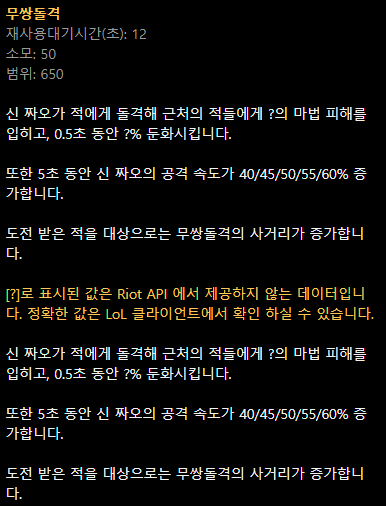 무쌍돌격
재사용대기시간(초): 12
소모: 50
범위: 650
신 짜오가 적에게 돌격해 근처의 적들에게 ?의 마법 피해를
입히고, 0.5초 동안 ?% 둔화시킵니다.
또한 5초 동안 신 짜오의 공격 속도가 40/45/50/55/60% 증
가합니다.
도전 받은 적을 대상으로는 무쌍돌격의 사거리가 증가합니
다.
[?]로 표시된 값은 Riot API 에서 제공하지 않는 데이터입니
다. 정확한 값은 LoL 클라이언트에서 확인 하실 수 있습니다.
신 짜오가 적에게 돌격해 근처의 적들에게 ?의 마법 피해를
입히고, 0.5초 동안 ?% 둔화시킵니다.
또한 5초 동안 신 짜오의 공격 속도가 40/45/50/55/60% 증
가합니다.
도전 받은 적을 대상으로는 무쌍돌격의 사거리가 증가합니
다.